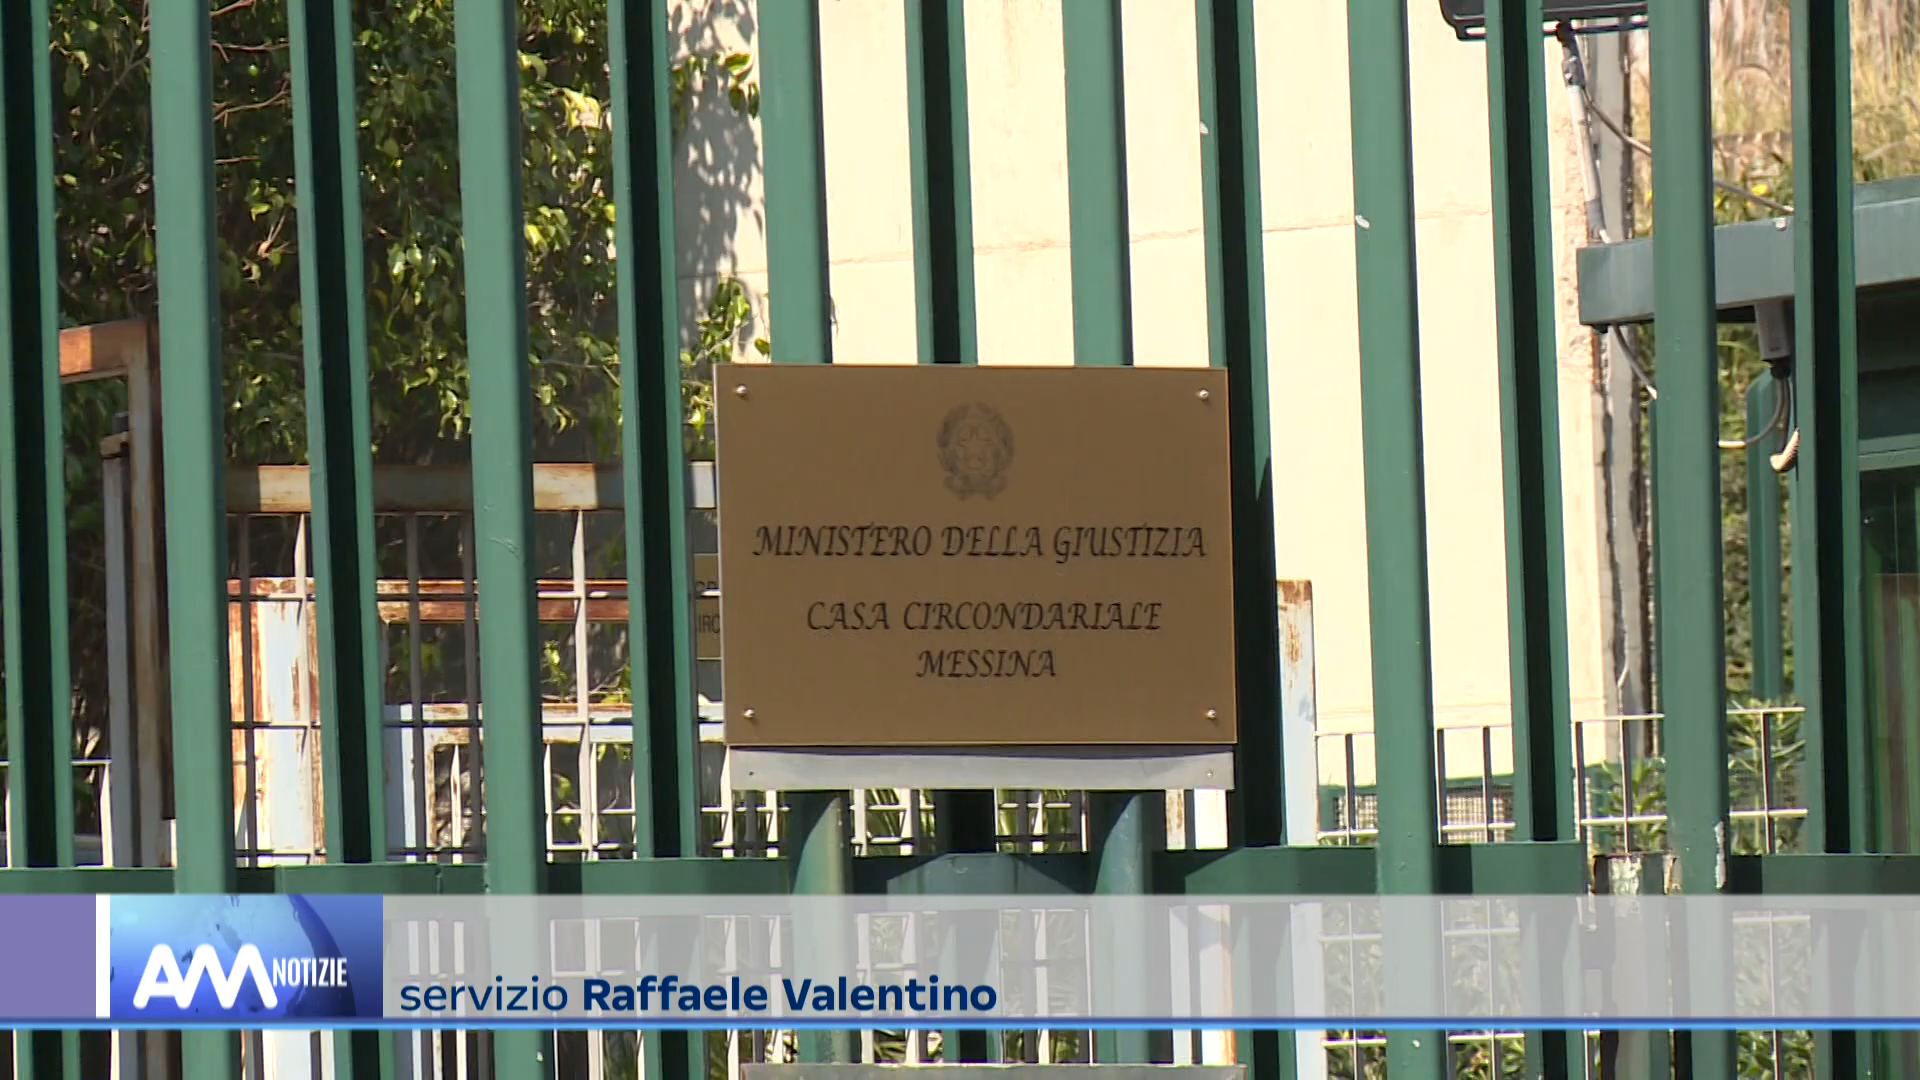 MINISTERO DELLA GIUSTIZIA
CASA CIRCONDARIALE
MESSINA
AM NOTIZIE
servizio Raffaele Valentino